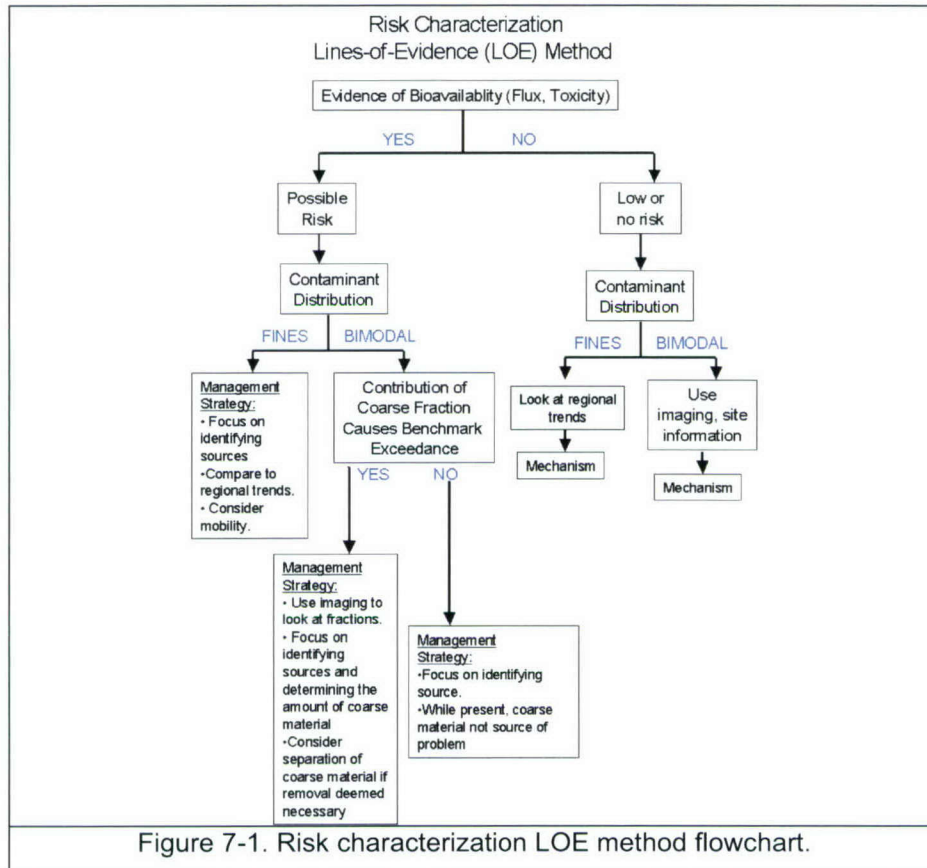 Risk Characterization
Lines-of-Evidence (LOE) Method
Evidence of Bioavailablity (Flux, Toxicity)
YES
NO
Possible
Risk
Low or
no risk
Contaminant
Distribution
Contaminant
Distribution
FINES
BIMODAL
FINES
BIMODAL
Management
Strategy:
• Focus on
identifying
sources
•Compare to
regional trends.
• Consider
mobility.
Contribution of
Coarse Fraction
Causes Benchmark
Exceedance
Look at regional
trends
Mechanism
Use
imaging, site
information
Mechanism
YES
NO
Management
Strategy:
• Use imaging to
look at fractions.
• Focus on
identifying
sources and
determining the
amount of coarse
material
•Consider
separation of
coarse material if
removal deemed
necessary
Management
Strategy:
•Focus on identifying
source.
•While present, coarse
material not source of
problem
Figure 7-1. Risk characterization LOE method flowchart.